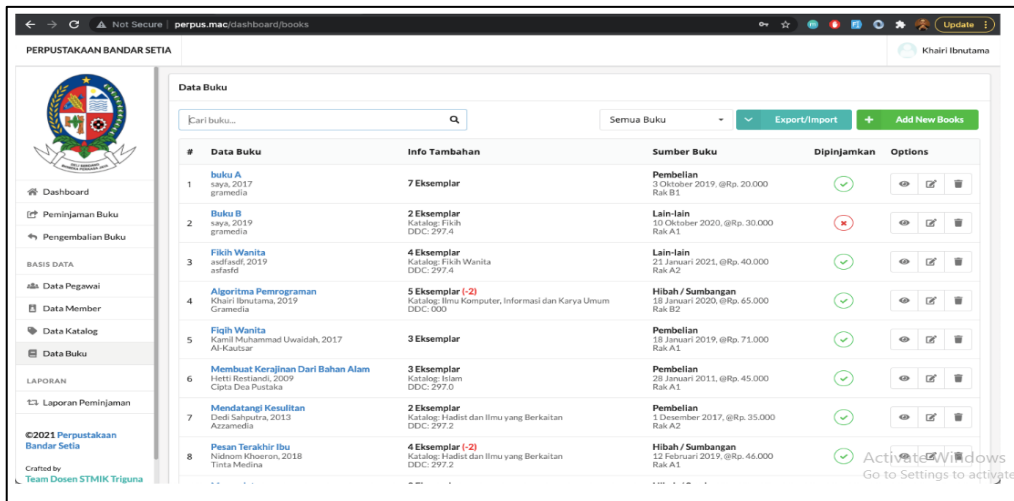 Not Secure | perpus.mac/dashboard/books
Update
PERPUSTAKAAN BANDAR SETIA
Khairi Ibnutama
Dashboard
Peminjaman Buku
Pengembalian Buku
BASIS DATA
Data Pegawai
Data Member
Data Katalog
Data Buku
LAPORAN
Laporan Peminjaman
©2021 Perpustakaan
Bandar Setia
Crafted by
Team Dosen STMIK Triguna
Data Buku
Cari buku...
Semua Buku
Export/Import
+ Add New Books
# Data Buku Info Tambahan Sumber Buku Dipinjamkan Options
1 buku A 7 Eksemplar Pembelian
saya, 2017 3 Oktober 2019, @Rp. 20.000
gramedia Rak B1
2 Buku B 2 Eksemplar Lain-lain
saya, 2019 Katalog: Fikih 10 Oktober 2020, @Rp. 30.000
gramedia DDC: 297.4 Rak A1
3 Fikih Wanita 4 Eksemplar Lain-lain
asdfasdf, 2019 Katalog: Fikih Wanita 21 Januari 2021, @Rp. 40.000
asfasfd DDC: 297.4 Rak A2
4 Algoritma Pemrograman 5 Eksemplar (-2) Hibah / Sumbangan
Khairi Ibnutama, 2019 Katalog: Ilmu Komputer, Informasi dan Karya Umum 18 Januari 2020, @Rp. 65.000
Gramedia DDC: 000 Rak B2
5 Fiqih Wanita 3 Eksemplar Pembelian
Kamil Muhammad Uwaidah, 2017 18 Januari 2019, @Rp. 71.000
Al-Kautsar Rak A1
6 Membuat Kerajinan Dari Bahan Alam 3 Eksemplar Pembelian
Hetti Restiandi, 2009 Katalog: Islam 28 Januari 2011, @Rp. 45.000
Cipta Dea Pustaka DDC: 297.0 Rak A1
7 Mendatangi Kesulitan 2 Eksemplar Pembelian
Dedi Sahputra, 2013 Katalog: Hadist dan Ilmu yang Berkaitan 1 Desember 2017, @Rp. 35.000
Azzamedia DDC: 297.2 Rak A2
8 Pesan Terakhir Ibu 4 Eksemplar (-2) Hibah / Sumbangan
Nidnom Khoeron, 2018 Katalog: Hadist dan Ilmu yang Berkaitan 12 Februari 2019, @Rp. 46.000
Tinta Medina DDC: 297.2 Rak A1
Activate Windows
Go to Settings to activate